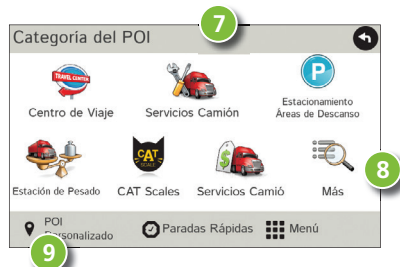 7
Categoría del POI
TRAVEL CENTER
P
Centro de Viaje
Servicios Camión
Estacionamiento
Áreas de Descanso
CAT
SCALE
$
Estación de Pesado
CAT Scales
Servicios Camió
Más
8
POI
Personalizado
Paradas Rápidas
Menú
9